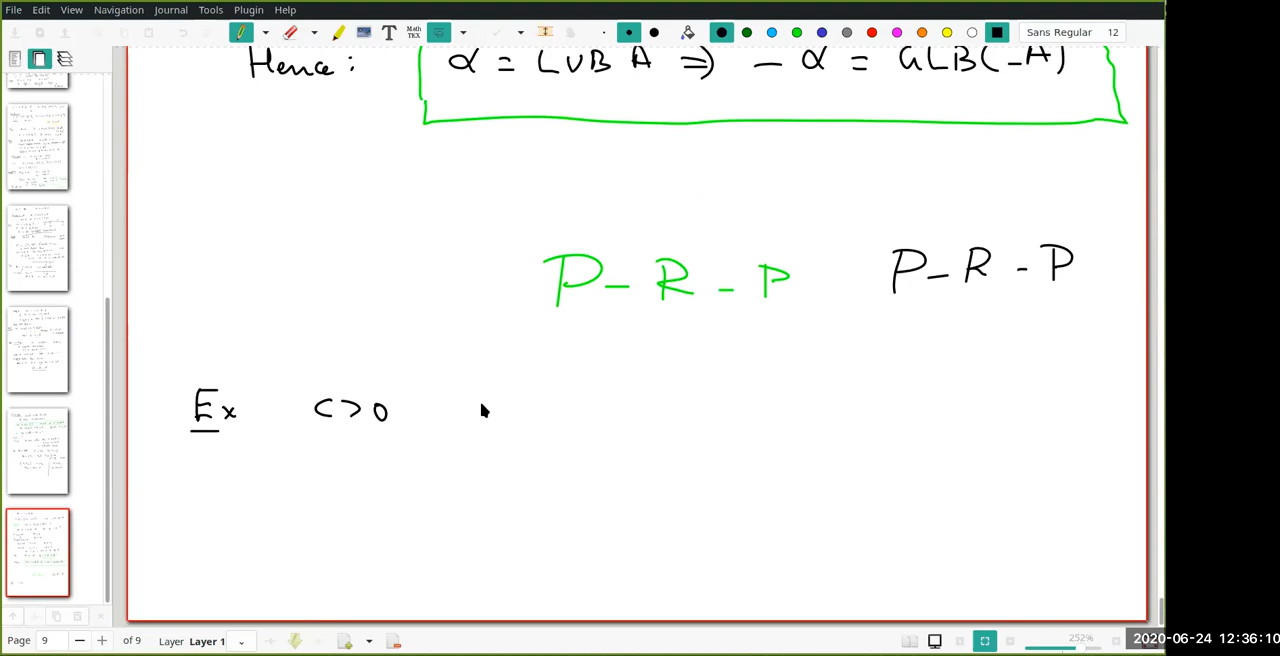 File Edit View Navigation Journal Tools Plugin Help
Sans Regular 12
Hence : α = LUB A ⇒ - α = GLB(-A)
P - R - P P - R - P
Ex c > 0
Page 9 of 9 Layer Layer 1 252% 2020-06-24 12:36:10